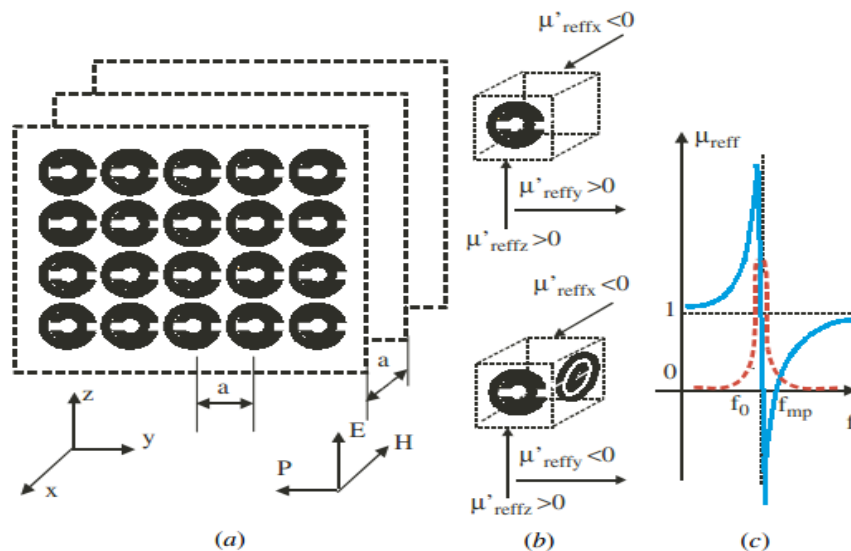 a
a
z
y
x
E
H
P
(a)
μ'reffx<0
μ'reffy>0
μ'reffz>0
μ'reffx<0
μ'reffy<0
μ'reffz>0
(b)
μreff
1
0
f0
fmp
f
(c)